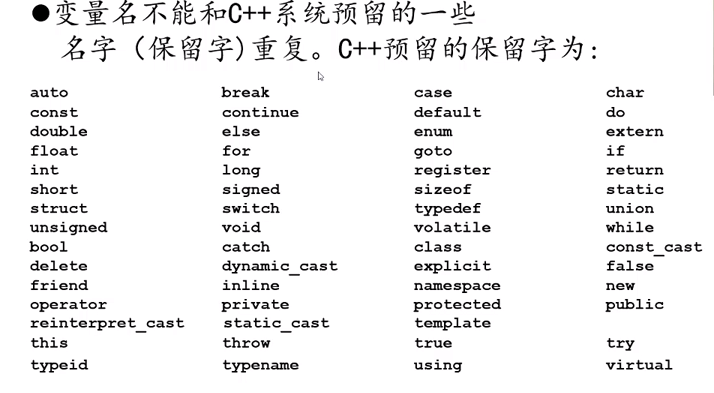 ●变量名不能和C++系统预留的一些
名字（保留字)重复。C++预留的保留字为:
auto break case char
const continue default do
double else enum extern
float for goto if
int long register return
short signed sizeof static
struct switch typedef union
unsigned void volatile while
bool catch class const_cast
delete dynamic_cast explicit false
friend inline namespace new
operator private protected public
reinterpret_cast static_cast template
this throw true try
typeid typename using virtual